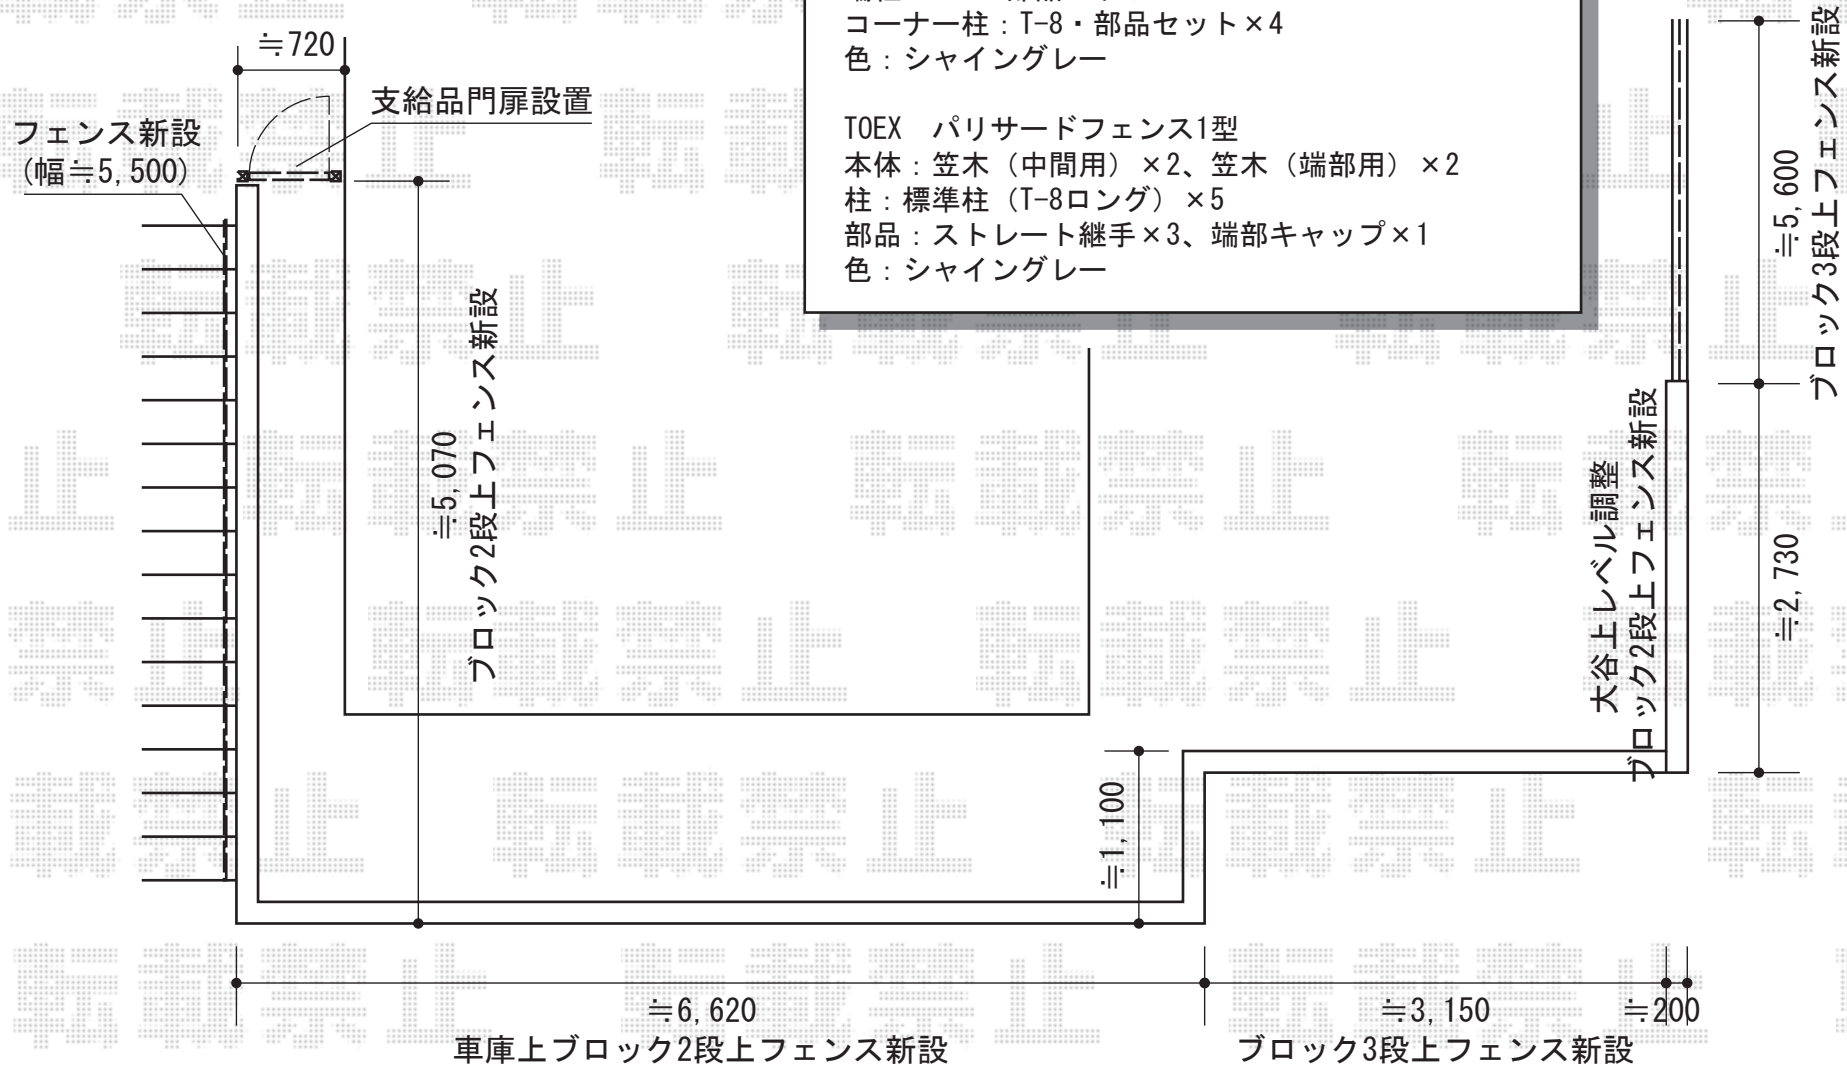 コーナー柱：T-8・部品セット×4
色：シャイングレー
TOEX　パリサードフェンス1型
本体：笠木（中間用）×2、笠木（端部用）×2
柱：標準柱（T-8ロング）×5
部品：ストレート継手×3、端部キャップ×1
色：シャイングレー
≒720
支給品門扉設置
フェンス新設
(幅≒5,500)
≒5,070
ブロック2段上フェンス新設
≒1,100
≒5,600
ブロック3段上フェンス新設
≒2,730
大谷上レベル調整
ブロック2段上フェンス新設
≒6,620
車庫上ブロック2段上フェンス新設
≒3,150
ブロック3段上フェンス新設
≒200
転載禁止